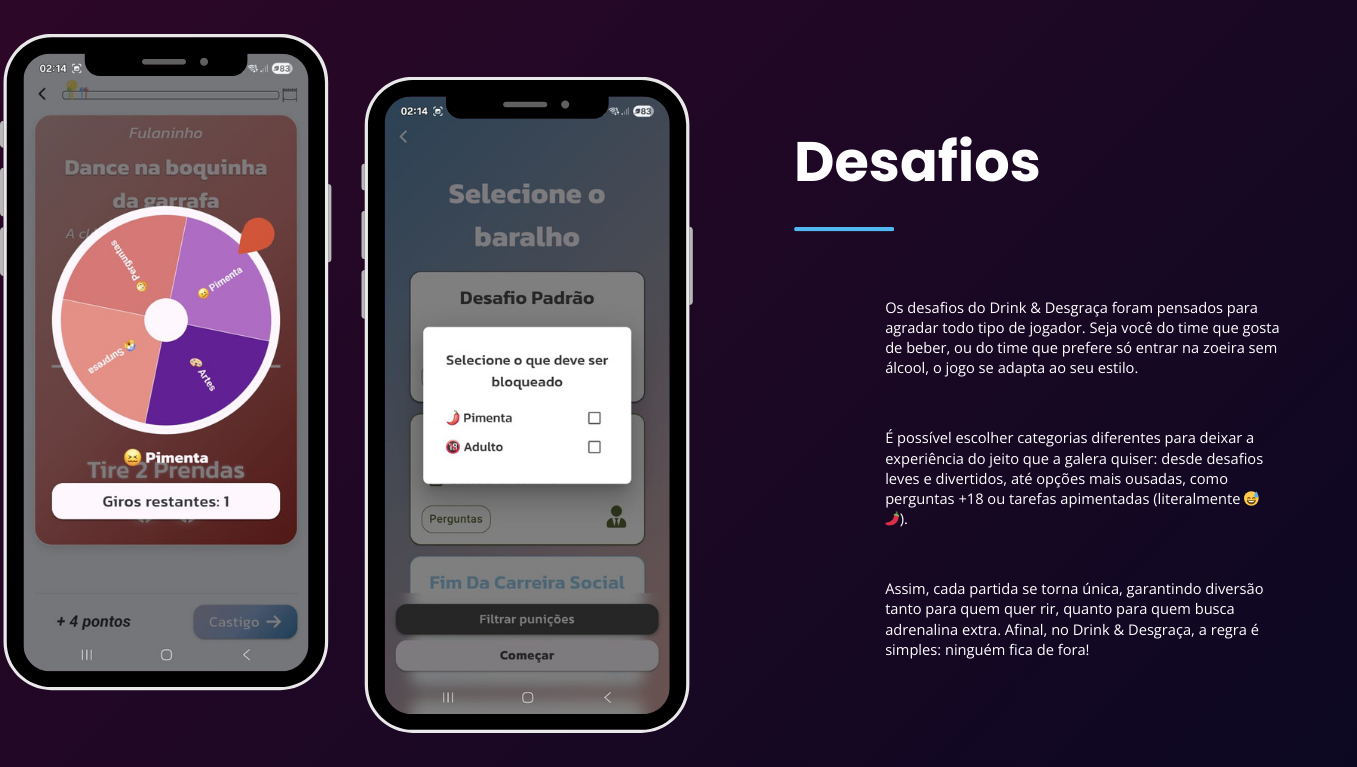 02:14
83
Fulaninho
Dance na boquinha
da garrafa
Perguntas
Pimenta
Surpresa
Artes
😖 Pimenta
Tire 2 Prendas
Giros restantes: 1
+ 4 pontos
Castigo →
02:14
83
Selecione o
baralho
Desafio Padrão
Selecione o que deve ser
bloqueado
🌶️ Pimenta
🔞 Adulto
Perguntas
Fim Da Carreira Social
Filtrar punições
Começar
Desafios
Os desafios do Drink & Desgraça foram pensados para
agradar todo tipo de jogador. Seja você do time que gosta
de beber, ou do time que prefere só entrar na zoeira sem
álcool, o jogo se adapta ao seu estilo.
É possível escolher categorias diferentes para deixar a
experiência do jeito que a galera quiser: desde desafios
leves e divertidos, até opções mais ousadas, como
perguntas +18 ou tarefas apimentadas (literalmente 😅
🌶️).
Assim, cada partida se torna única, garantindo diversão
tanto para quem quer rir, quanto para quem busca
adrenalina extra. Afinal, no Drink & Desgraça, a regra é
simples: ninguém fica de fora!